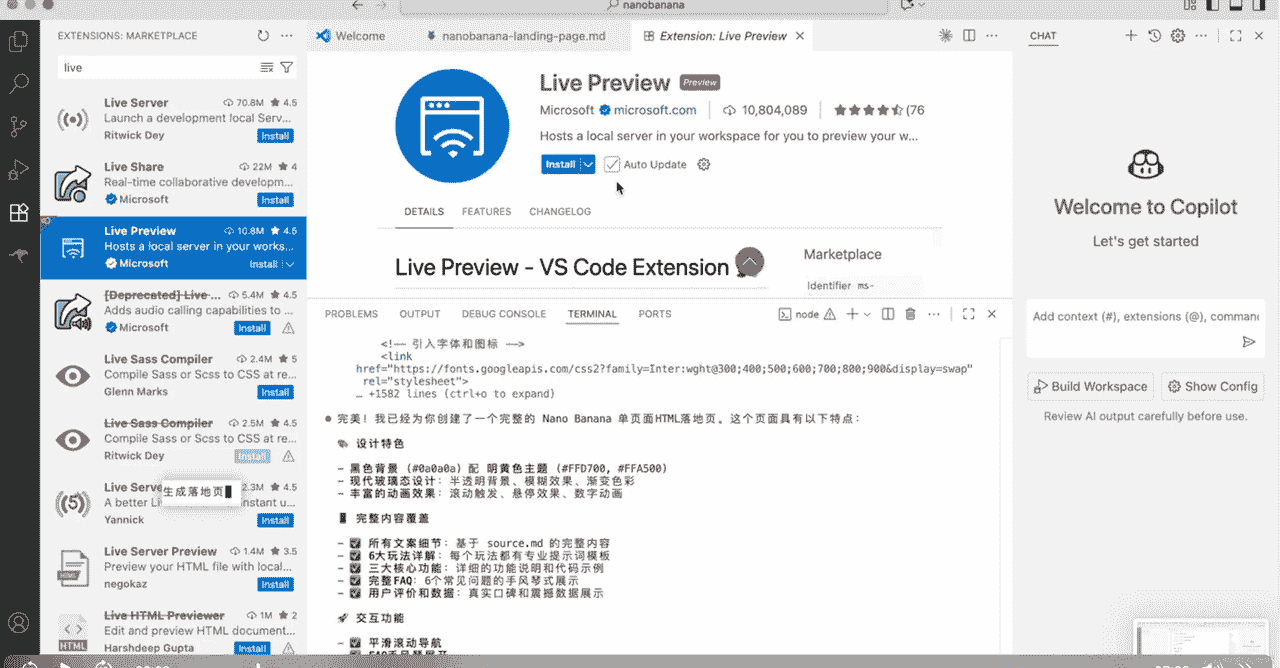 nanobanana
EXTENSIONS: MARKETPLACE
live
Live Server 70.8M 4.5
Launch a development local Serv...
Ritwick Dey Install
Live Share 22M 4
Real-time collaborative developm...
Microsoft Install
Live Preview 10.8M 4.5
Hosts a local server in your works...
Microsoft Install
[Deprecated] Live ... 5.4M 4.5
Adds audio calling capabilities to ...
Microsoft Install
Live Sass Compiler 2.4M 5
Compile Sass or Scss to CSS at re...
Glenn Marks Install
Live Sass Compiler 2.5M 4.5
Compile Sass or Scss to CSS at re...
Ritwick Dey Install
Live Serve 2.3M 4.5
A better Li nstant u...
Yannick Install
生成落地页
Live Server Preview 1.4M 3.5
Preview your HTML file with local...
negokaz Install
Live HTML Previewer 1M 2
Edit and preview HTML document...
Harshdeep Gupta Install
Welcome
nanobanana-landing-page.md
Extension: Live Preview
Live Preview Preview
Microsoft microsoft.com 10,804,089 (76
Hosts a local server in your workspace for you to preview your w...
Install Auto Update
DETAILS FEATURES CHANGELOG
Live Preview - VS Code Extension
Marketplace
Identifier ms-
PROBLEMS OUTPUT DEBUG CONSOLE TERMINAL PORTS
node
<!-- 引入字体和图标 -->
<link
href="https://fonts.googleapis.com/css2?family=Inter:wght@300;400;500;600;700;800;900&display=swap"
rel="stylesheet">
… +1582 lines (ctrl+o to expand)
完美！我已经为你创建了一个完整的 Nano Banana 单页面HTML落地页。这个页面具有以下特点：
设计特色
- 黑色背景 (#0a0a0a) 配 明黄色主题 (#FFD700, #FFA500)
- 现代玻璃态设计：半透明背景、模糊效果、渐变色彩
- 丰富的动画效果：滚动触发、悬停效果、数字动画
完整内容覆盖
- ✅ 所有文案细节：基于 source.md 的完整内容
- ✅ 6大玩法详解：每个玩法都有专业提示词模板
- ✅ 三大核心功能：详细的功能说明和代码示例
- ✅ 完整FAQ：6个常见问题的手风琴式展示
- ✅ 用户评价和数据：真实口碑和震撼数据展示
🚀 交互功能
- ✅ 平滑滚动导航
CHAT
Welcome to Copilot
Let's get started
Add context (#), extensions (@), comman
Build Workspace
Show Config
Review AI output carefully before use.